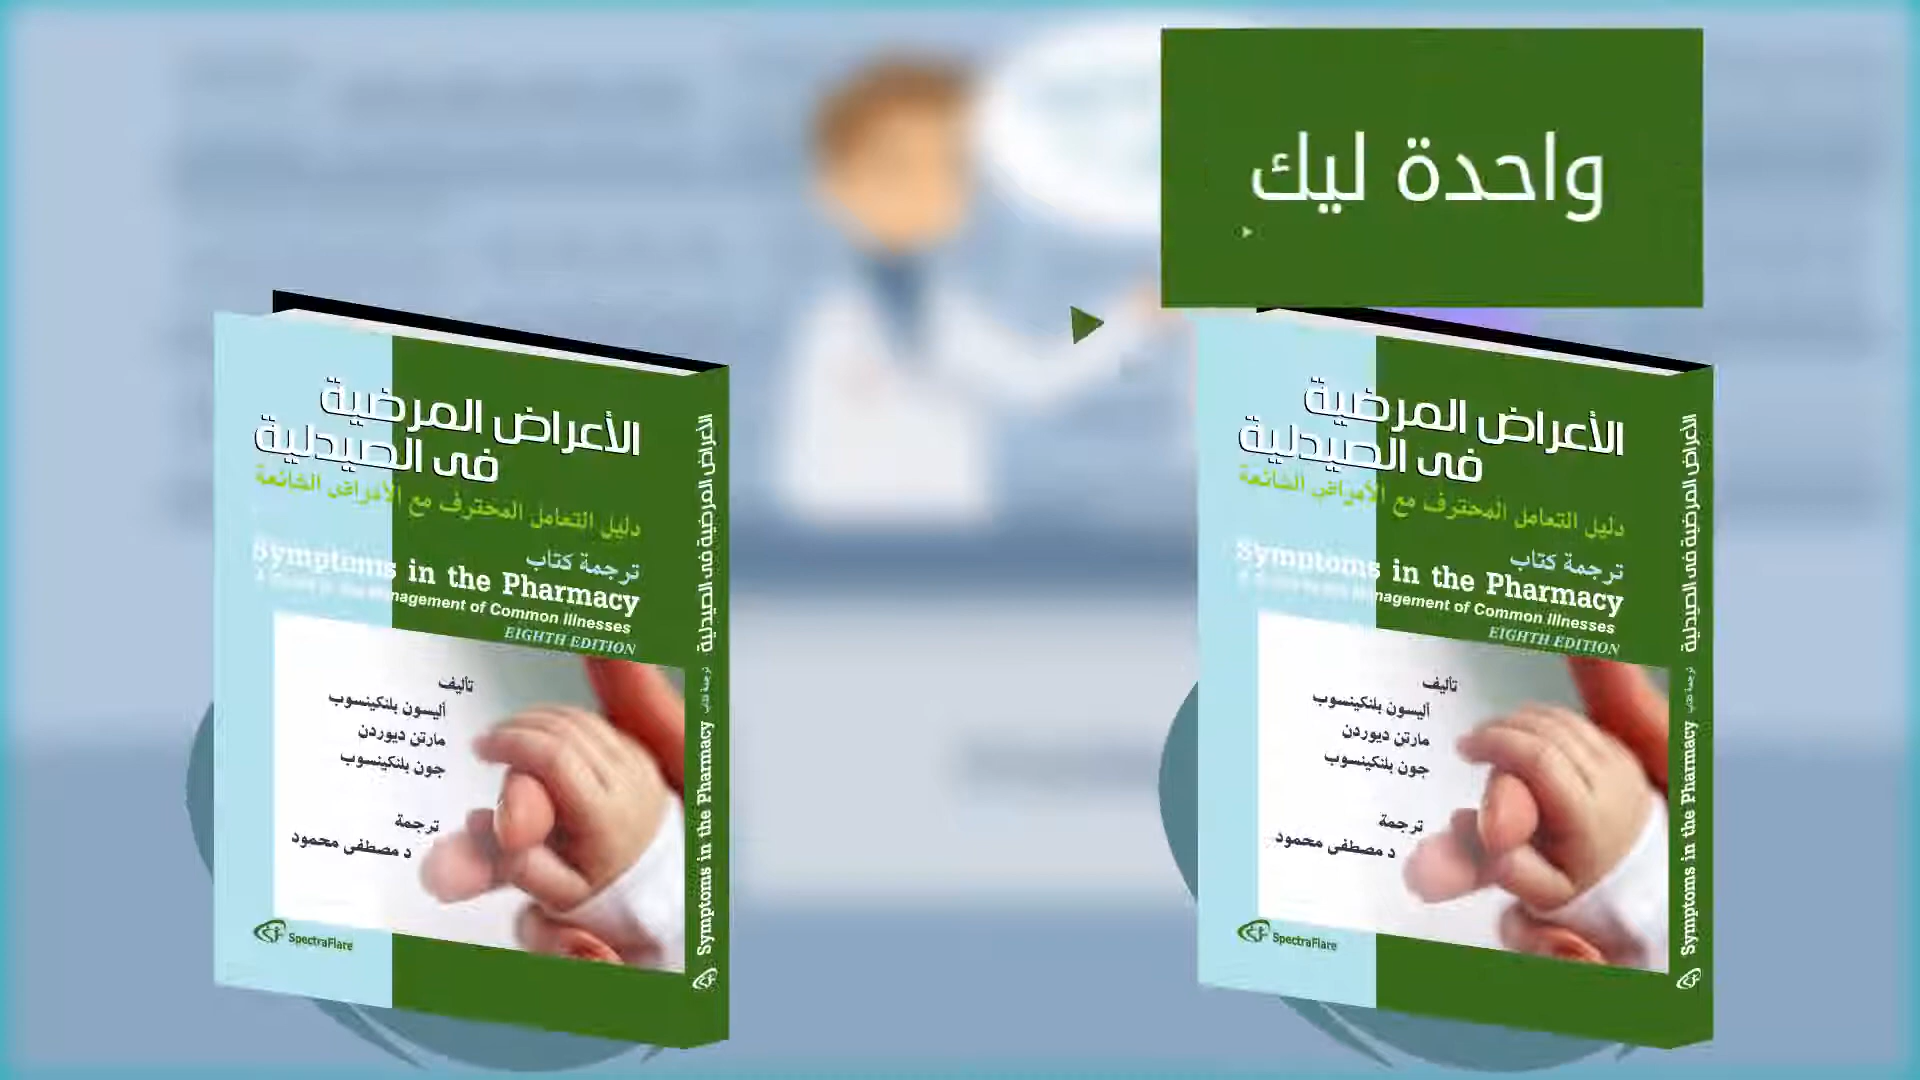 واحدة ليك
الأعراض المرضية
فى الصيدلية
دليل التعامل المحترف مع الأمراض الشائعة
ترجمة كتاب
Symptoms in the Pharmacy
Management of Common Illnesses
EIGHTH EDITION
تأليف
أليسون بلنكينسوب
مارتن ديوردن
جون بلنكينسوب
ترجمة
د مصطفى محمود
SpectraFlare
الأعراض المرضية فى الصيدلية ترجمة كتاب Symptoms in the Pharmacy
الأعراض المرضية
فى الصيدلية
دليل التعامل المحترف مع الأمراض الشائعة
ترجمة كتاب
Symptoms in the Pharmacy
Management of Common Illnesses
EIGHTH EDITION
تأليف
أليسون بلنكينسوب
مارتن ديوردن
جون بلنكينسوب
ترجمة
د مصطفى محمود
SpectraFlare
الأعراض المرضية فى الصيدلية ترجمة كتاب Symptoms in the Pharmacy